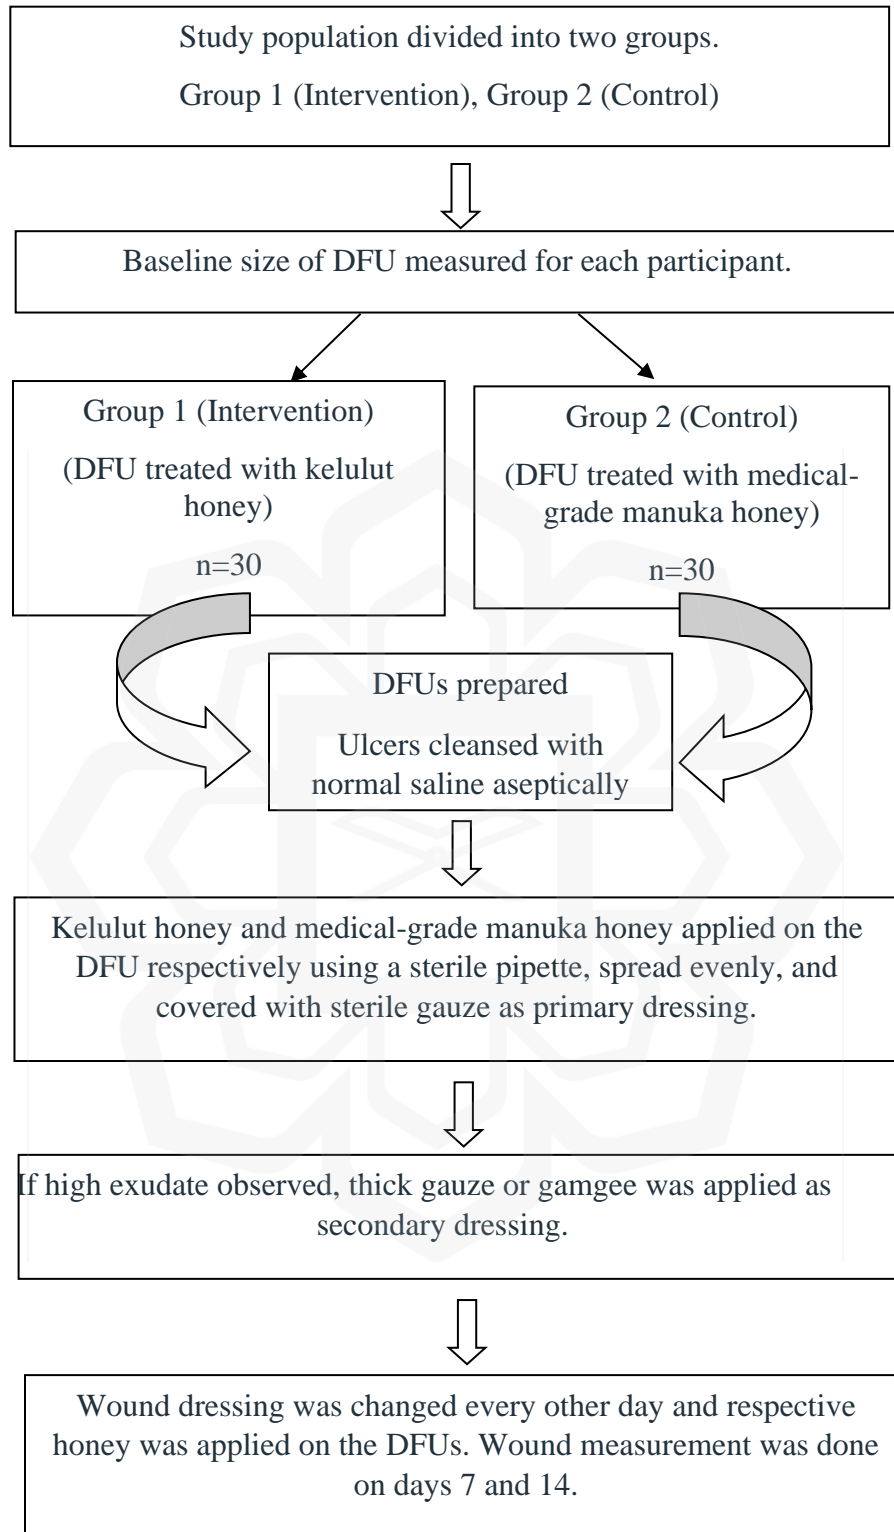 Study population divided into two groups.
Group 1 (Intervention), Group 2 (Control)
Baseline size of DFU measured for each participant.
Group 1 (Intervention)
(DFU treated with kelulut
honey)
n=30
Group 2 (Control)
(DFU treated with medical-
grade manuka honey)
n=30
DFUs prepared
Ulcers cleansed with
normal saline aseptically
Kelulut honey and medical-grade manuka honey applied on the
DFU respectively using a sterile pipette, spread evenly, and
covered with sterile gauze as primary dressing.
If high exudate observed, thick gauze or gamgee was applied as
secondary dressing.
Wound dressing was changed every other day and respective
honey was applied on the DFUs. Wound measurement was done
on days 7 and 14.